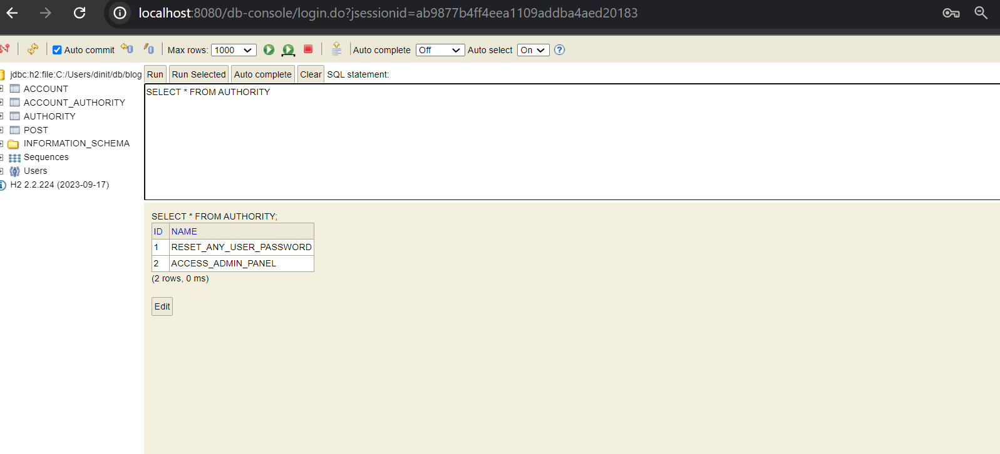 localhost:8080/db-console/login.do?jsessionid=ab9877b4ff4eea1109addba4aed20183
Auto commit Max rows: 1000 Auto complete Off Auto select On ?
jdbc:h2:file:C:/Users/dinit/db/blog
ACCOUNT
ACCOUNT_AUTHORITY
AUTHORITY
POST
INFORMATION_SCHEMA
Sequences
Users
H2 2.2.224 (2023-09-17)
Run Run Selected Auto complete Clear SQL statement:
SELECT * FROM AUTHORITY
SELECT * FROM AUTHORITY;
ID NAME
1 RESET_ANY_USER_PASSWORD
2 ACCESS_ADMIN_PANEL
(2 rows, 0 ms)
Edit